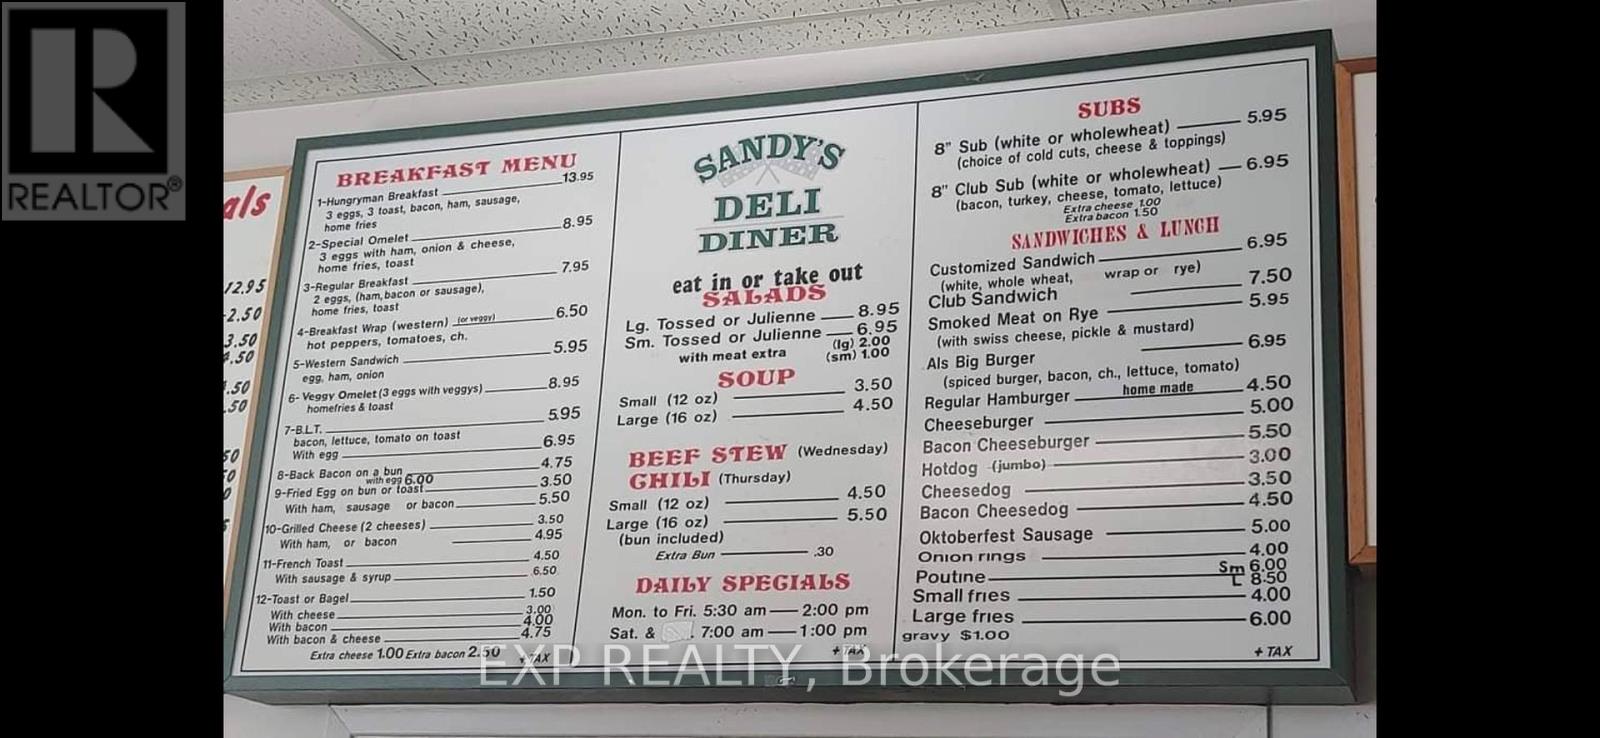 REALTOR®
als
12.95
2.50
3.50
.50
.50
BREAKFAST MENU
1-Hungryman Breakfast 13.95
3 eggs, 3 toast, bacon, ham, sausage,
home fries
2-Special Omelet 8.95
3 eggs with ham, onion & cheese,
home fries, toast
3-Regular Breakfast 7.95
2 eggs, (ham, bacon or sausage),
home fries, toast
4-Breakfast Wrap (western) (or veggy) 6.50
hot peppers, tomatoes, ch.
5-Western Sandwich 5.95
egg, ham, onion
6- Veggy Omelet (3 eggs with veggys) 8.95
homefries & toast
7-B.L.T. 5.95
bacon, lettuce, tomato on toast
With egg 6.95
8-Back Bacon on a bun 4.75
with egg 6.00
9-Fried Egg on bun or toast 3.50
With ham, sausage or bacon 5.50
10-Grilled Cheese (2 cheeses) 3.50
With ham, or bacon 4.95
11-French Toast 4.50
With sausage & syrup 6.50
12-Toast or Bagel 1.50
With cheese 3.00
With bacon 4.00
With bacon & cheese 4.75
Extra cheese 1.00 Extra bacon 2.50 + TAX
SANDY'S
DELI
DINER
eat in or take out
SALADS
Lg. Tossed or Julienne 8.95
Sm. Tossed or Julienne 6.95
with meat extra (lg) 2.00
(sm) 1.00
SOUP
Small (12 oz) 3.50
Large (16 oz) 4.50
BEEF STEW (Wednesday)
CHILI (Thursday)
Small (12 oz) 4.50
Large (16 oz) 5.50
(bun included)
Extra Bun .30
DAILY SPECIALS
Mon. to Fri. 5:30 am — 2:00 pm
Sat. & . 7:00 am — 1:00 pm
+ TAX
SUBS
8" Sub (white or wholewheat) 5.95
(choice of cold cuts, cheese & toppings)
8" Club Sub (white or wholewheat) 6.95
(bacon, turkey, cheese, tomato, lettuce)
Extra cheese 1.00
Extra bacon 1.50
SANDWICHES & LUNCH
Customized Sandwich 6.95
(white, whole wheat, wrap or rye)
Club Sandwich 7.50
Smoked Meat on Rye 5.95
(with swiss cheese, pickle & mustard)
Als Big Burger 6.95
(spiced burger, bacon, ch., lettuce, tomato)
Regular Hamburger home made 4.50
Cheeseburger 5.00
Bacon Cheeseburger 5.50
Hotdog (jumbo) 3.00
Cheesedog 3.50
Bacon Cheesedog 4.50
Oktoberfest Sausage 5.00
Onion rings 4.00
Poutine Sm 6.00
L 8.50
Small fries 4.00
Large fries 6.00
gravy $1.00
+ TAX
EXP REALTY, Brokerage